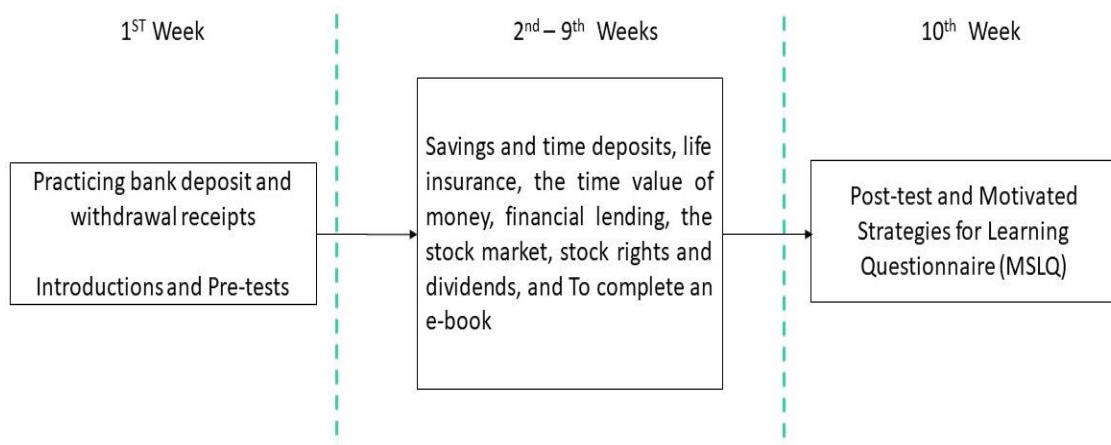 1ST Week
Practicing bank deposit and
withdrawal receipts
Introductions and Pre-tests
2nd – 9th Weeks
Savings and time deposits, life
insurance, the time value of
money, financial lending, the
stock market, stock rights and
dividends, and To complete an
e-book
10th Week
Post-test and Motivated
Strategies for Learning
Questionnaire (MSLQ)